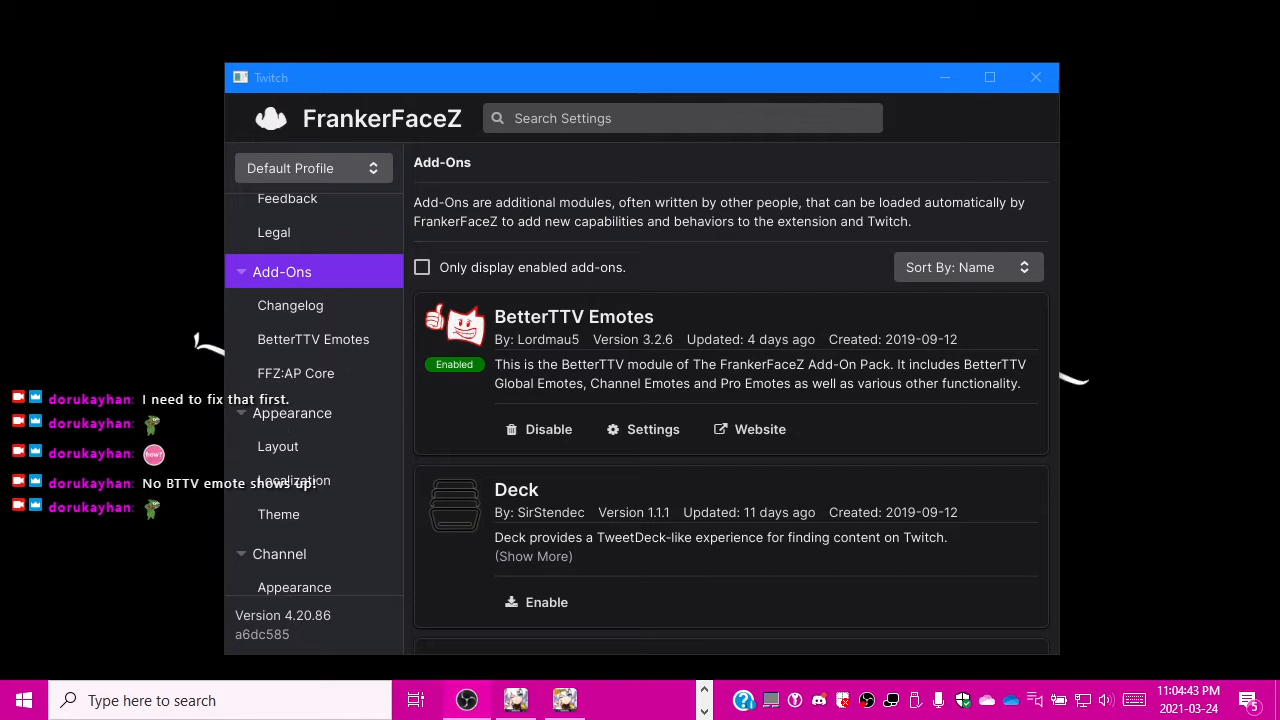 Twitch
FrankerFaceZ
Search Settings
Default Profile
Feedback
Legal
Add-Ons
Changelog
BetterTTV Emotes
FFZ:AP Core
Appearance
Layout
Localization
Theme
Channel
Appearance
Version 4.20.86
a6dc585
Add-Ons
Add-Ons are additional modules, often written by other people, that can be loaded automatically by
FrankerFaceZ to add new capabilities and behaviors to the extension and Twitch.
Only display enabled add-ons.
Sort By: Name
BetterTTV Emotes
By: Lordmau5 Version 3.2.6 Updated: 4 days ago Created: 2019-09-12
Enabled
This is the BetterTTV module of The FrankerFaceZ Add-On Pack. It includes BetterTTV
Global Emotes, Channel Emotes and Pro Emotes as well as various other functionality.
Disable Settings Website
Deck
By: SirStendec Version 1.1.1 Updated: 11 days ago Created: 2019-09-12
Deck provides a TweetDeck-like experience for finding content on Twitch.
(Show More)
Enable
dorukayhan: I need to fix that first.
dorukayhan:
dorukayhan: how?
dorukayhan: No BTTV emote shows up!
dorukayhan:
Type here to search
11:04:43 PM
2021-03-24
5